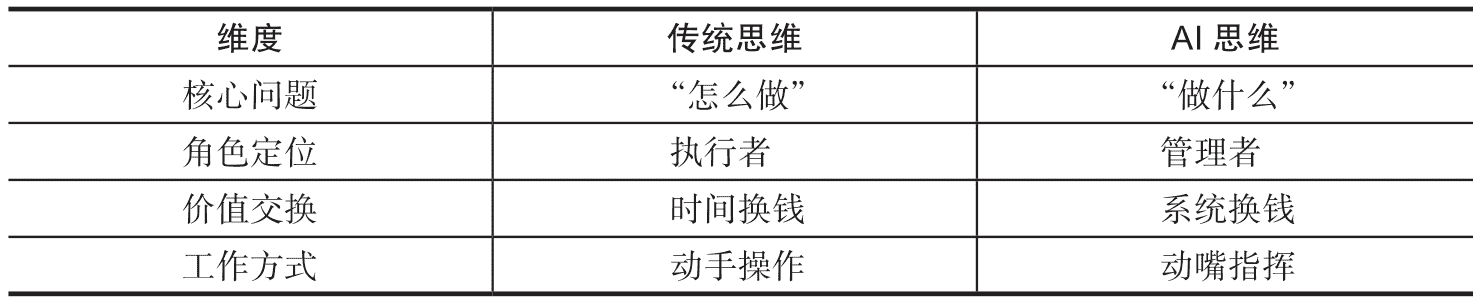 维度 传统思维 AI 思维
核心问题 “怎么做” “做什么”
角色定位 执行者 管理者
价值交换 时间换钱 系统换钱
工作方式 动手操作 动嘴指挥